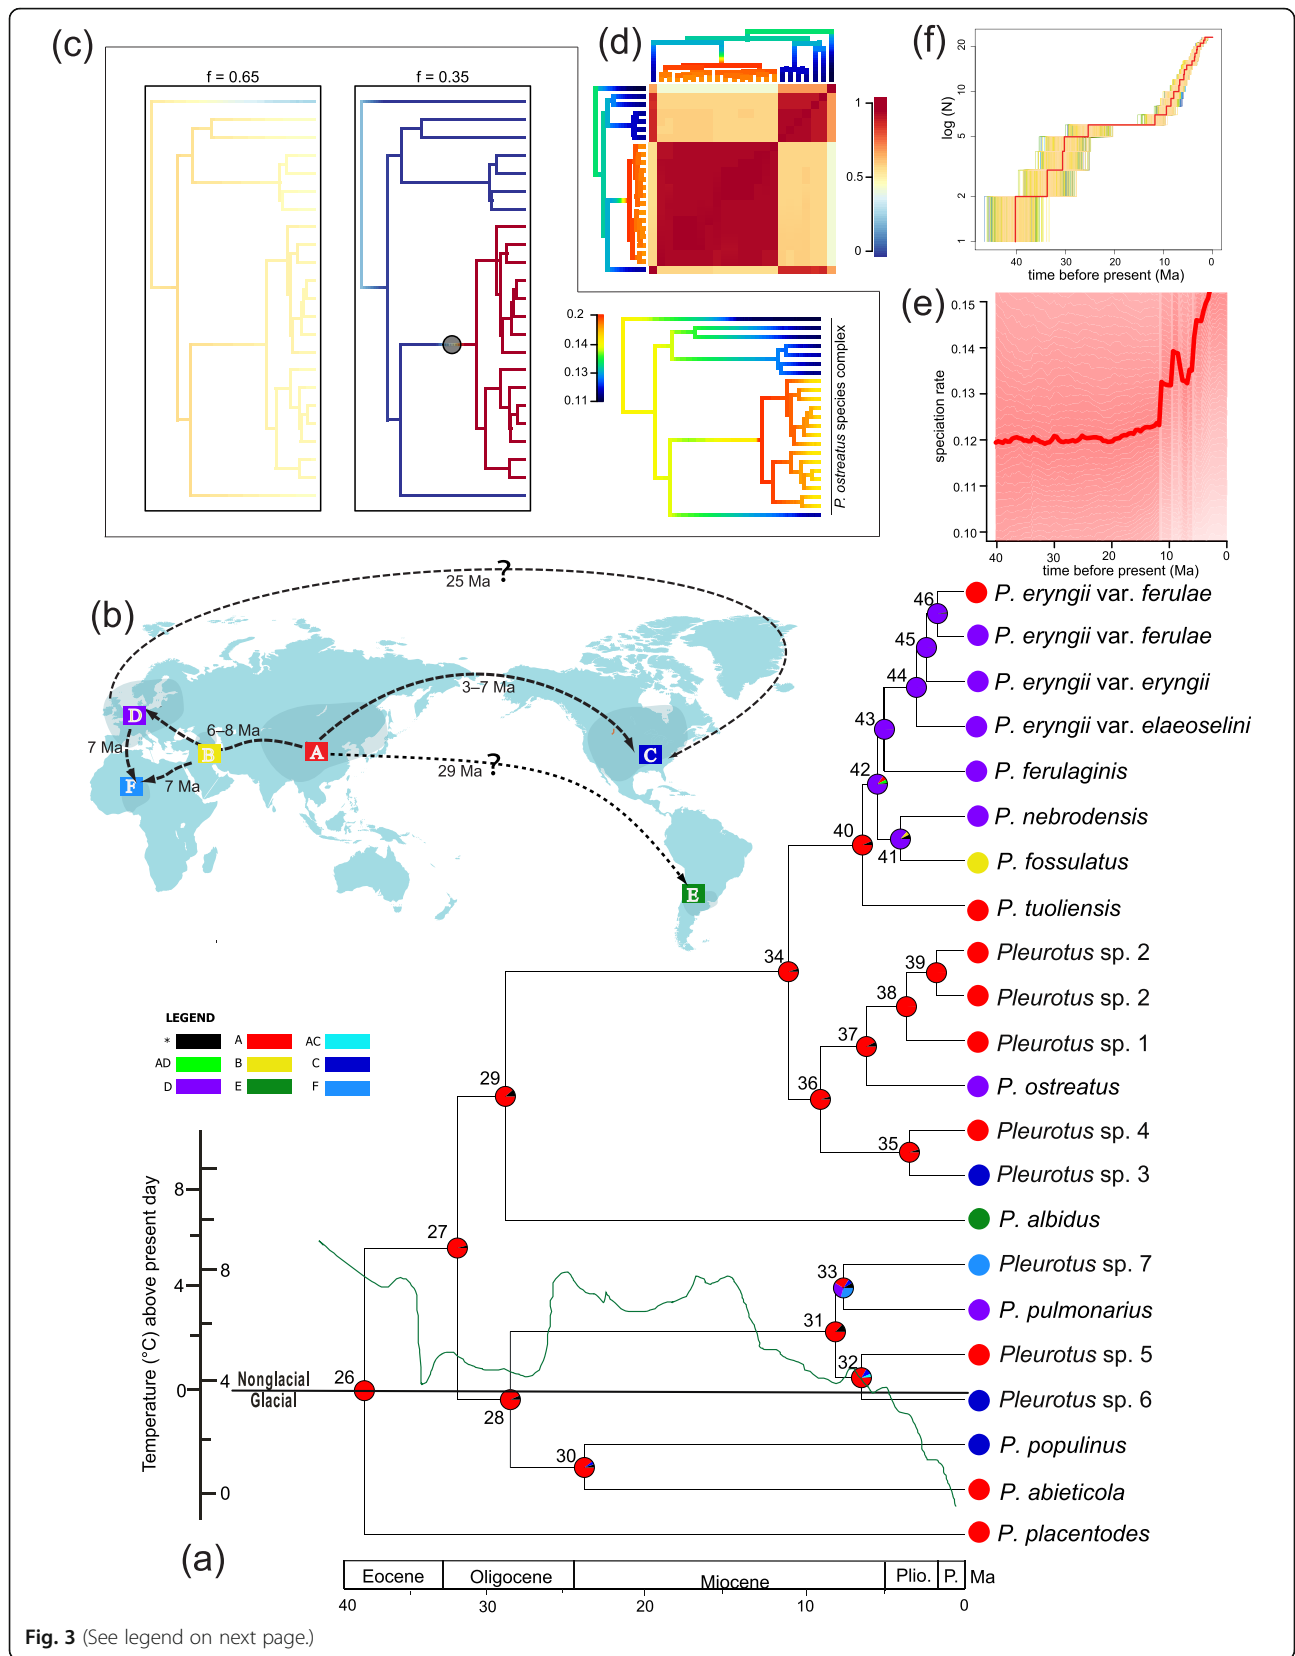 (c)
f = 0.65
f = 0.35
(d)
1
0.5
0
(f)
log (N)
20
10
5
2
1
40
30
20
10
0
time before present (Ma)
0.2
0.14
0.13
0.11
P. ostreatus species complex
(e)
speciation rate
0.15
0.14
0.13
0.12
0.11
0.10
40
30
20
10
0
time before present (Ma)
(b)
25 Ma
?
3–7 Ma
6–8 Ma
7 Ma
7 Ma
29 Ma
?
A
B
C
D
E
F
LEGEND
*
A
AC
AD
B
C
D
E
F
46
45
44
43
42
41
40
34
39
38
37
36
35
29
27
33
31
32
26
28
30
P. eryngii var. ferulae
P. eryngii var. ferulae
P. eryngii var. eryngii
P. eryngii var. elaeoselini
P. ferulaginis
P. nebrodensis
P. fossulatus
P. tuoliensis
Pleurotus sp. 2
Pleurotus sp. 2
Pleurotus sp. 1
P. ostreatus
Pleurotus sp. 4
Pleurotus sp. 3
P. albidus
Pleurotus sp. 7
P. pulmonarius
Pleurotus sp. 5
Pleurotus sp. 6
P. populinus
P. abieticola
P. placentodes
Temperature (°C) above present day
8
4
0
8
4
0
Nonglacial
Glacial
(a)
Eocene
Oligocene
Miocene
Plio.
P.
Ma
40
30
20
10
0
Fig. 3 (See legend on next page.)